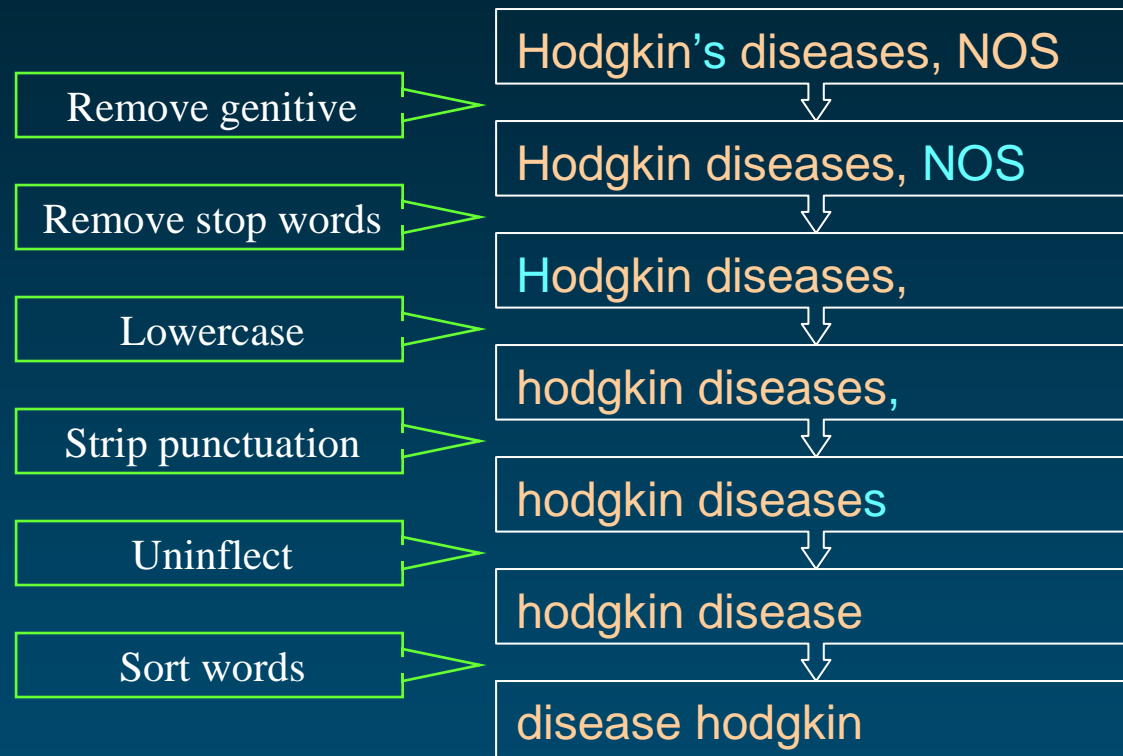 Hodgkin’s diseases, NOS
Remove genitive
Hodgkin diseases, NOS
Remove stop words
Hodgkin diseases,
Lowercase
hodgkin diseases,
Strip punctuation
hodgkin diseases
Uninflect
hodgkin disease
Sort words
disease hodgkin